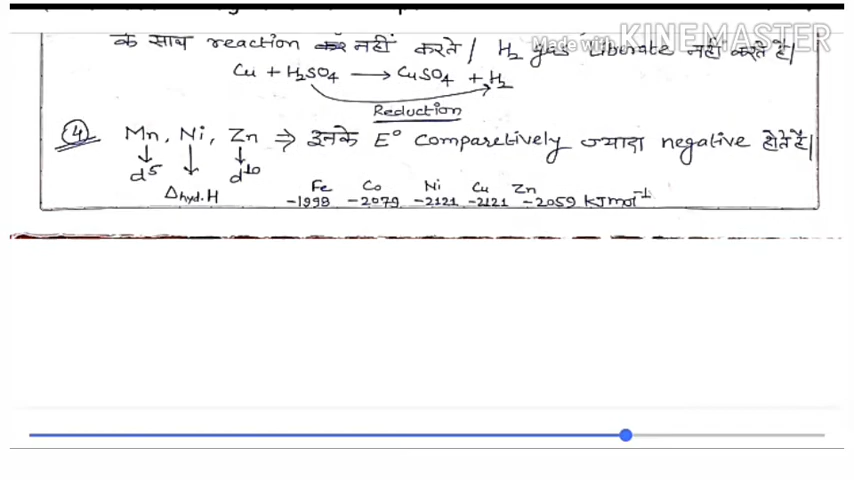 के साथ reaction नहीं करते / H₂ gas liberate नहीं करते है।
Made with KINEMASTER
Cu + H₂SO₄ → CuSO₄ + H₂
Reduction
(4) Mn, Ni, Zn ⇒ इनके E° comparetively ज्यादा negative होते है।
↓ ↓ ↓
d⁵ d¹⁰
Δhyd.H Fe Co Ni Cu Zn
-1998 -2079 -2121 -2121 -2059 kJmol⁻¹